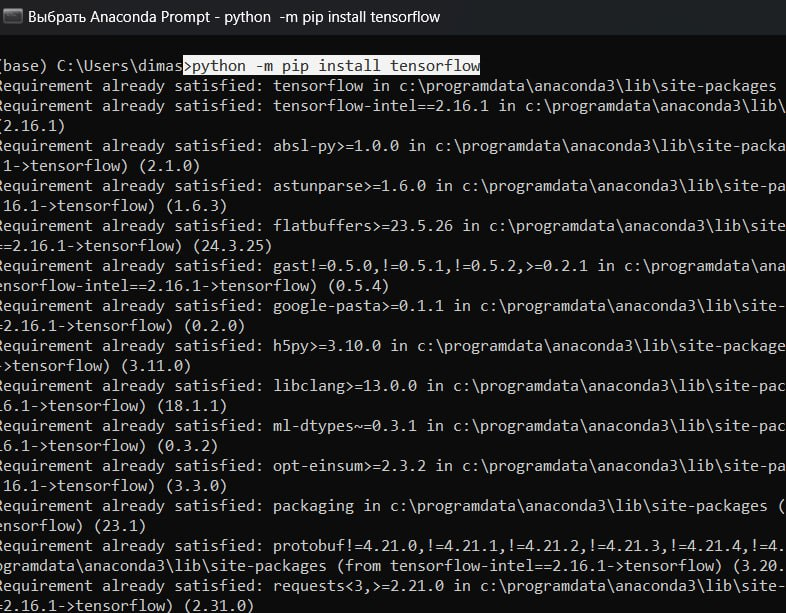 Выбрать Anaconda Prompt - python  -m pip install tensorflow
(base) C:\Users\dimas>python -m pip install tensorflow
Requirement already satisfied: tensorflow in c:\programdata\anaconda3\lib\site-packages
Requirement already satisfied: tensorflow-intel==2.16.1 in c:\programdata\anaconda3\lib\
(2.16.1)
Requirement already satisfied: absl-py>=1.0.0 in c:\programdata\anaconda3\lib\site-packa
1->tensorflow) (2.1.0)
Requirement already satisfied: astunparse>=1.6.0 in c:\programdata\anaconda3\lib\site-pa
.16.1->tensorflow) (1.6.3)
Requirement already satisfied: flatbuffers>=23.5.26 in c:\programdata\anaconda3\lib\site
==2.16.1->tensorflow) (24.3.25)
Requirement already satisfied: gast!=0.5.0,!=0.5.1,!=0.5.2,>=0.2.1 in c:\programdata\ana
ensorflow-intel==2.16.1->tensorflow) (0.5.4)
Requirement already satisfied: google-pasta>=0.1.1 in c:\programdata\anaconda3\lib\site-
=2.16.1->tensorflow) (0.2.0)
Requirement already satisfied: h5py>=3.10.0 in c:\programdata\anaconda3\lib\site-package
->tensorflow) (3.11.0)
Requirement already satisfied: libclang>=13.0.0 in c:\programdata\anaconda3\lib\site-pac
16.1->tensorflow) (18.1.1)
Requirement already satisfied: ml-dtypes~=0.3.1 in c:\programdata\anaconda3\lib\site-pac
16.1->tensorflow) (0.3.2)
Requirement already satisfied: opt-einsum>=2.3.2 in c:\programdata\anaconda3\lib\site-pa
.16.1->tensorflow) (3.3.0)
Requirement already satisfied: packaging in c:\programdata\anaconda3\lib\site-packages (
ensorflow) (23.1)
Requirement already satisfied: protobuf!=4.21.0,!=4.21.1,!=4.21.2,!=4.21.3,!=4.21.4,!=4.
ogramdata\anaconda3\lib\site-packages (from tensorflow-intel==2.16.1->tensorflow) (3.20.
Requirement already satisfied: requests<3,>=2.21.0 in c:\programdata\anaconda3\lib\site-
=2.16.1->tensorflow) (2.31.0)